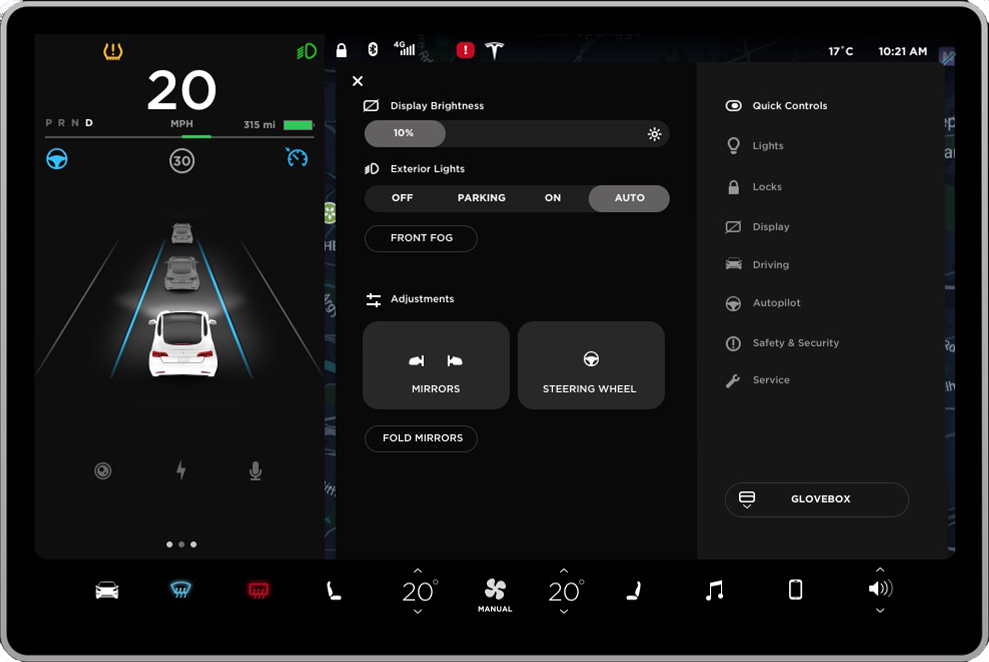 4G
17°C
10:21 AM
20
P R N D
MPH
315 mi
30
Display Brightness
10%
Exterior Lights
OFF
PARKING
ON
AUTO
FRONT FOG
Adjustments
MIRRORS
STEERING WHEEL
FOLD MIRRORS
Quick Controls
Lights
Locks
Display
Driving
Autopilot
Safety & Security
Service
GLOVEBOX
20°
MANUAL
20°